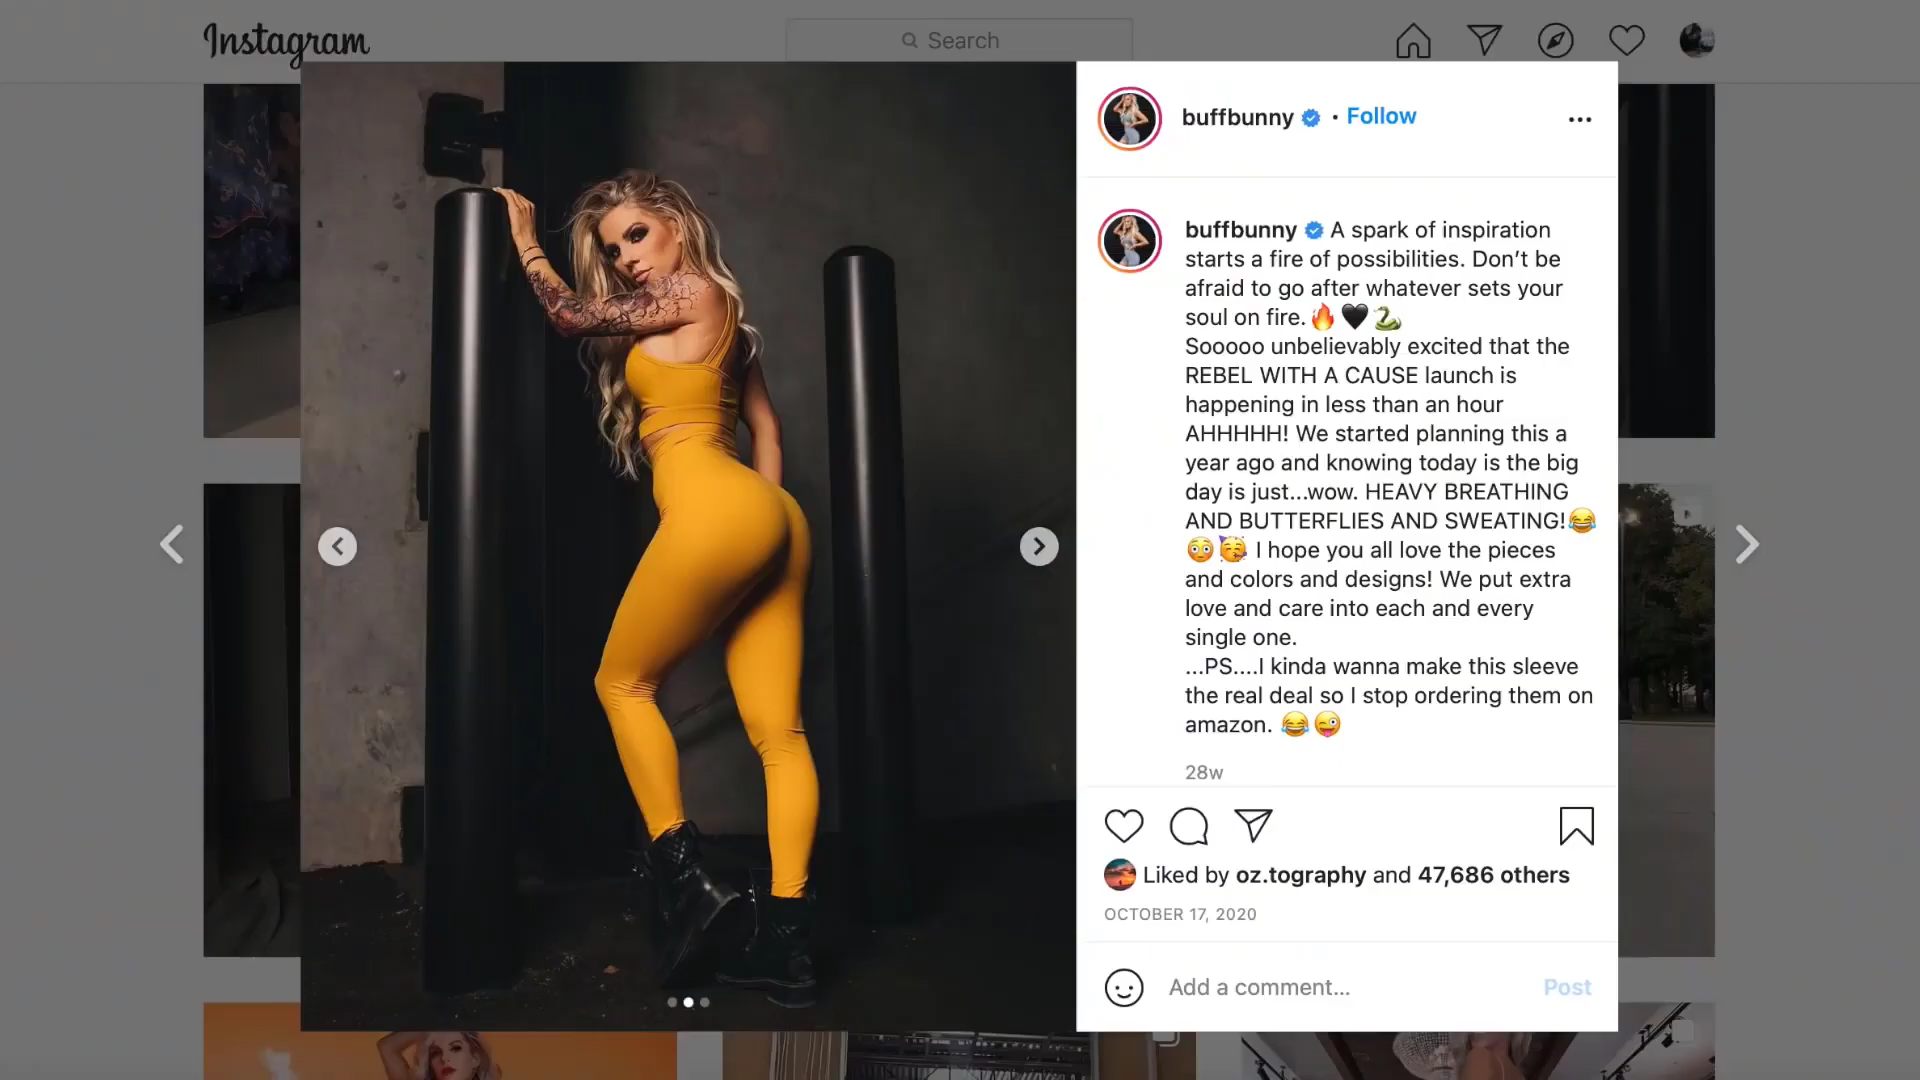 Instagram
Search
buffbunny • Follow
buffbunny A spark of inspiration
starts a fire of possibilities. Don’t be
afraid to go after whatever sets your
soul on fire.🔥🖤🐍
Sooooo unbelievably excited that the
REBEL WITH A CAUSE launch is
happening in less than an hour
AHHHHH! We started planning this a
year ago and knowing today is the big
day is just...wow. HEAVY BREATHING
AND BUTTERFLIES AND SWEATING!😂
😳🥳 I hope you all love the pieces
and colors and designs! We put extra
love and care into each and every
single one.
...PS....I kinda wanna make this sleeve
the real deal so I stop ordering them on
amazon. 😂😜
28w
Liked by oz.tography and 47,686 others
OCTOBER 17, 2020
Add a comment...
Post